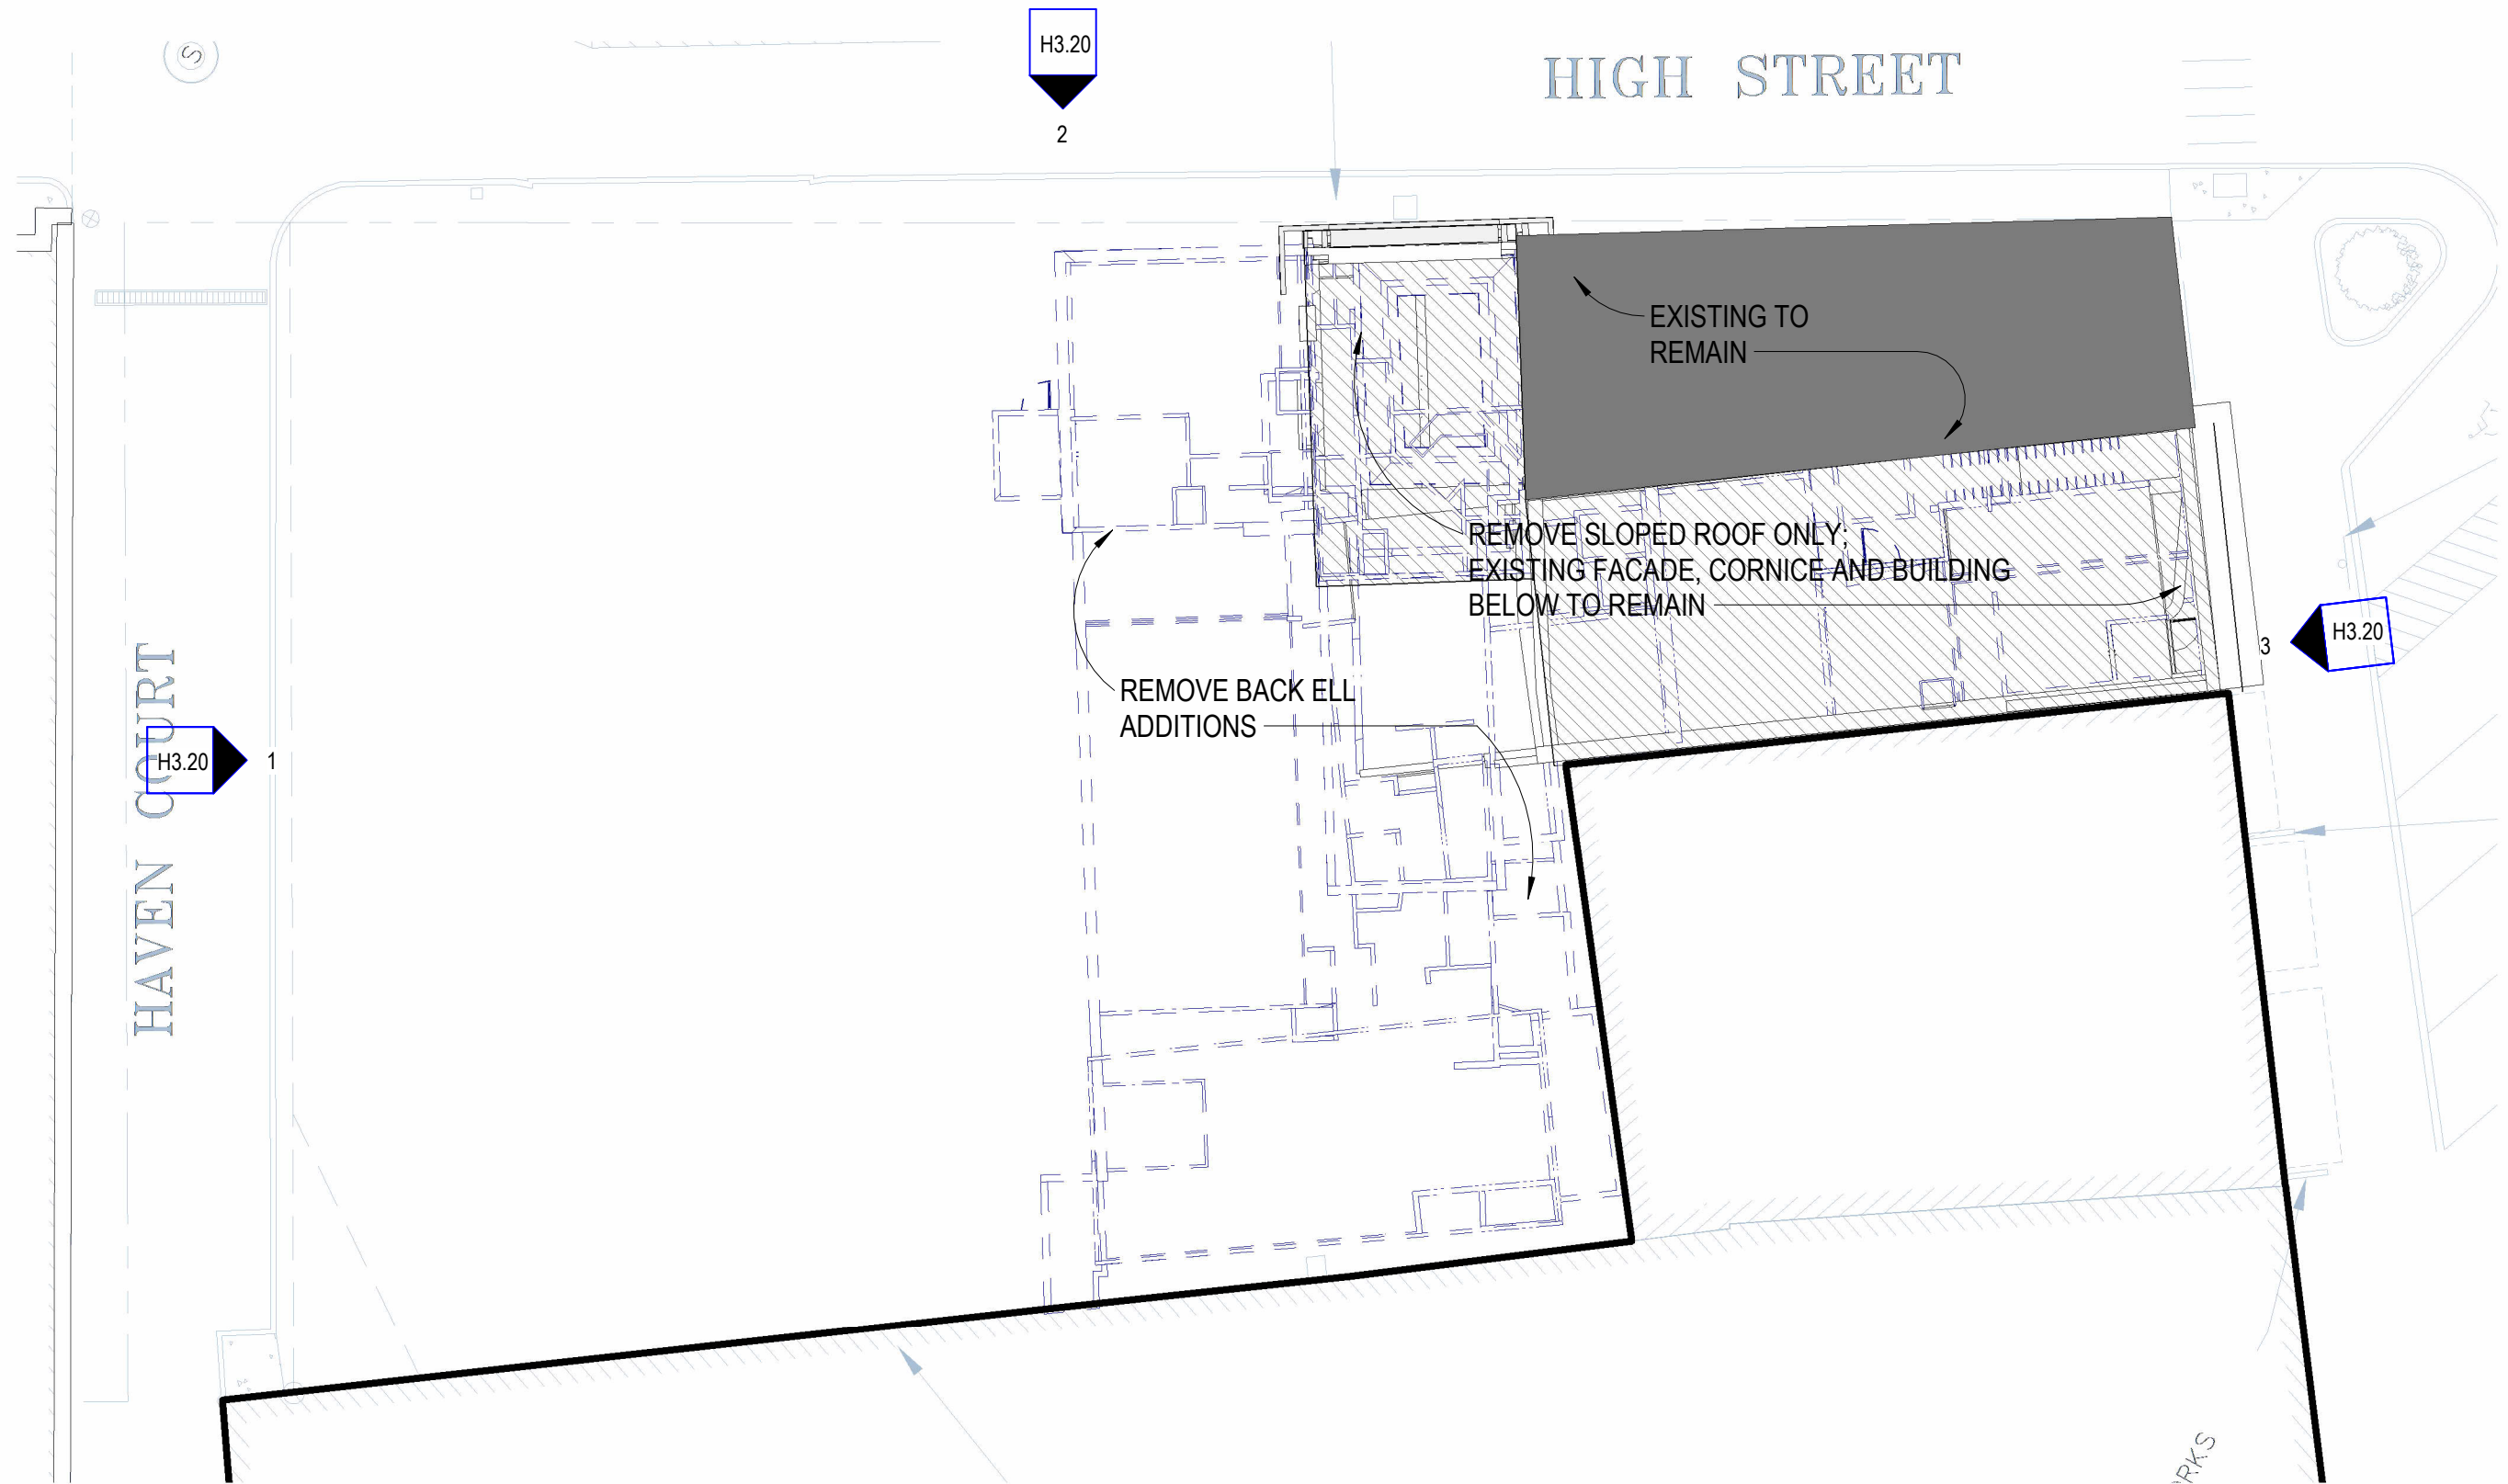 S
H3.20
2
HIGH STREET
EXISTING TO
REMAIN
REMOVE SLOPED ROOF ONLY;
EXISTING FACADE, CORNICE AND BUILDING
BELOW TO REMAIN
REMOVE BACK ELL
ADDITIONS
HAVEN COURT
H3.20
1
3
H3.20